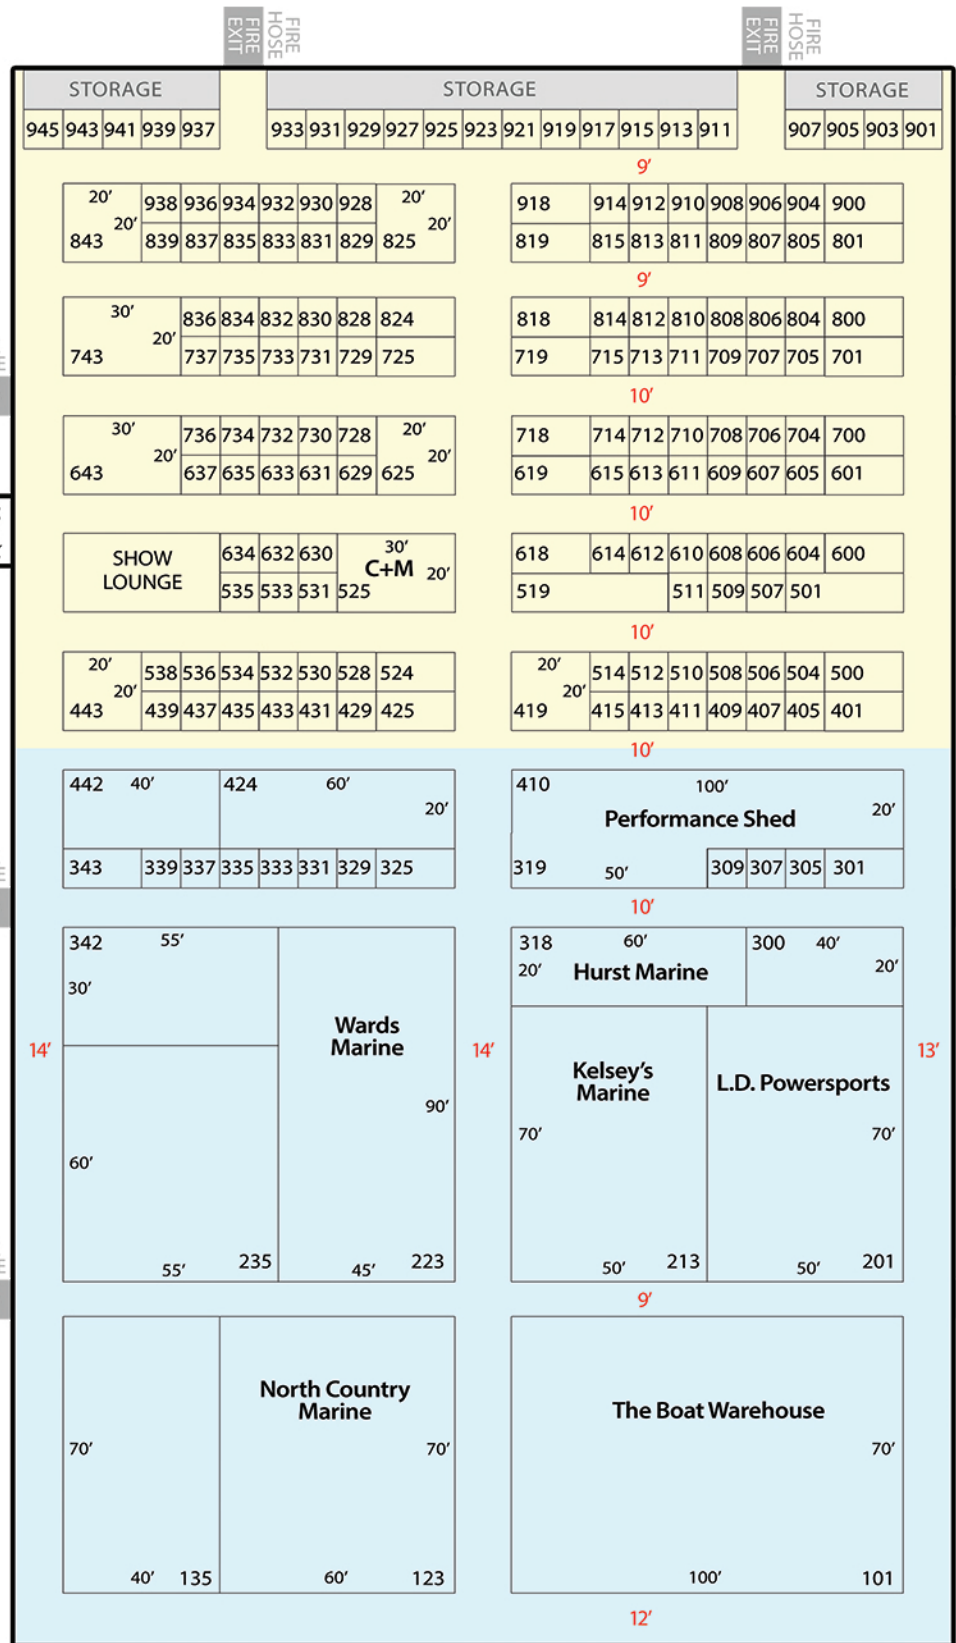 FIRE EXIT
FIRE HOSE
FIRE EXIT
FIRE HOSE
STORAGE STORAGE STORAGE
945 943 941 939 937 933 931 929 927 925 923 921 919 917 915 913 911 907 905 903 901
9′
20′ 938 936 934 932 930 928 20′ 918 914 912 910 908 906 904 900
20′ 20′
843 839 837 835 833 831 829 825 819 815 813 811 809 807 805 801
9′
30′ 836 834 832 830 828 824 818 814 812 810 808 806 804 800
20′
743 737 735 733 731 729 725 719 715 713 711 709 707 705 701
10′
30′ 736 734 732 730 728 20′ 718 714 712 710 708 706 704 700
20′ 20′
643 637 635 633 631 629 625 619 615 613 611 609 607 605 601
10′
SHOW LOUNGE 634 632 630 30′ 618 614 612 610 608 606 604 600
C+M 20′
535 533 531 525 519 511 509 507 501
10′
20′ 538 536 534 532 530 528 524 20′ 514 512 510 508 506 504 500
20′ 20′
443 439 437 435 433 431 429 425 419 415 413 411 409 407 405 401
10′
442 40′ 424 60′ 410 100′
20′ 20′
Performance Shed
343 339 337 335 333 331 329 325 319 50′ 309 307 305 301
10′
342 55′ 318 60′ 300 40′
30′ 20′ Hurst Marine 20′
Wards
Marine
14′ 14′ 13′
Kelsey's
Marine
L.D. Powersports
90′
70′ 70′
60′
55′ 235 45′ 223 50′ 213 50′ 201
9′
North Country
Marine
The Boat Warehouse
70′ 70′ 70′
40′ 135 60′ 123 100′ 101
12′